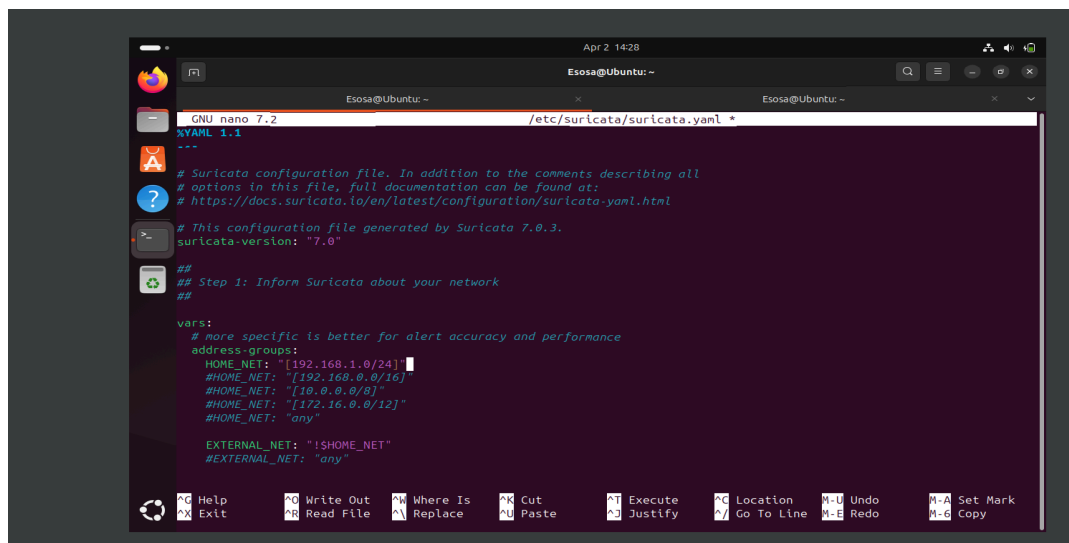 Apr 2 14:28
Esosa@Ubuntu: ~
Esosa@Ubuntu: ~ Esosa@Ubuntu: ~
GNU nano 7.2 /etc/suricata/suricata.yaml *
%YAML 1.1
---
# Suricata configuration file. In addition to the comments describing all
# options in this file, full documentation can be found at:
# https://docs.suricata.io/en/latest/configuration/suricata-yaml.html
# This configuration file generated by Suricata 7.0.3.
suricata-version: "7.0"
##
## Step 1: Inform Suricata about your network
##
vars:
# more specific is better for alert accuracy and performance
address-groups:
HOME_NET: "[192.168.1.0/24]"
#HOME_NET: "[192.168.0.0/16]"
#HOME_NET: "[10.0.0.0/8]"
#HOME_NET: "[172.16.0.0/12]"
#HOME_NET: "any"
EXTERNAL_NET: "!$HOME_NET"
#EXTERNAL_NET: "any"
^G Help ^O Write Out ^W Where Is ^K Cut ^T Execute ^C Location M-U Undo M-A Set Mark
^X Exit ^R Read File ^\ Replace ^U Paste ^J Justify ^/ Go To Line M-E Redo M-6 Copy